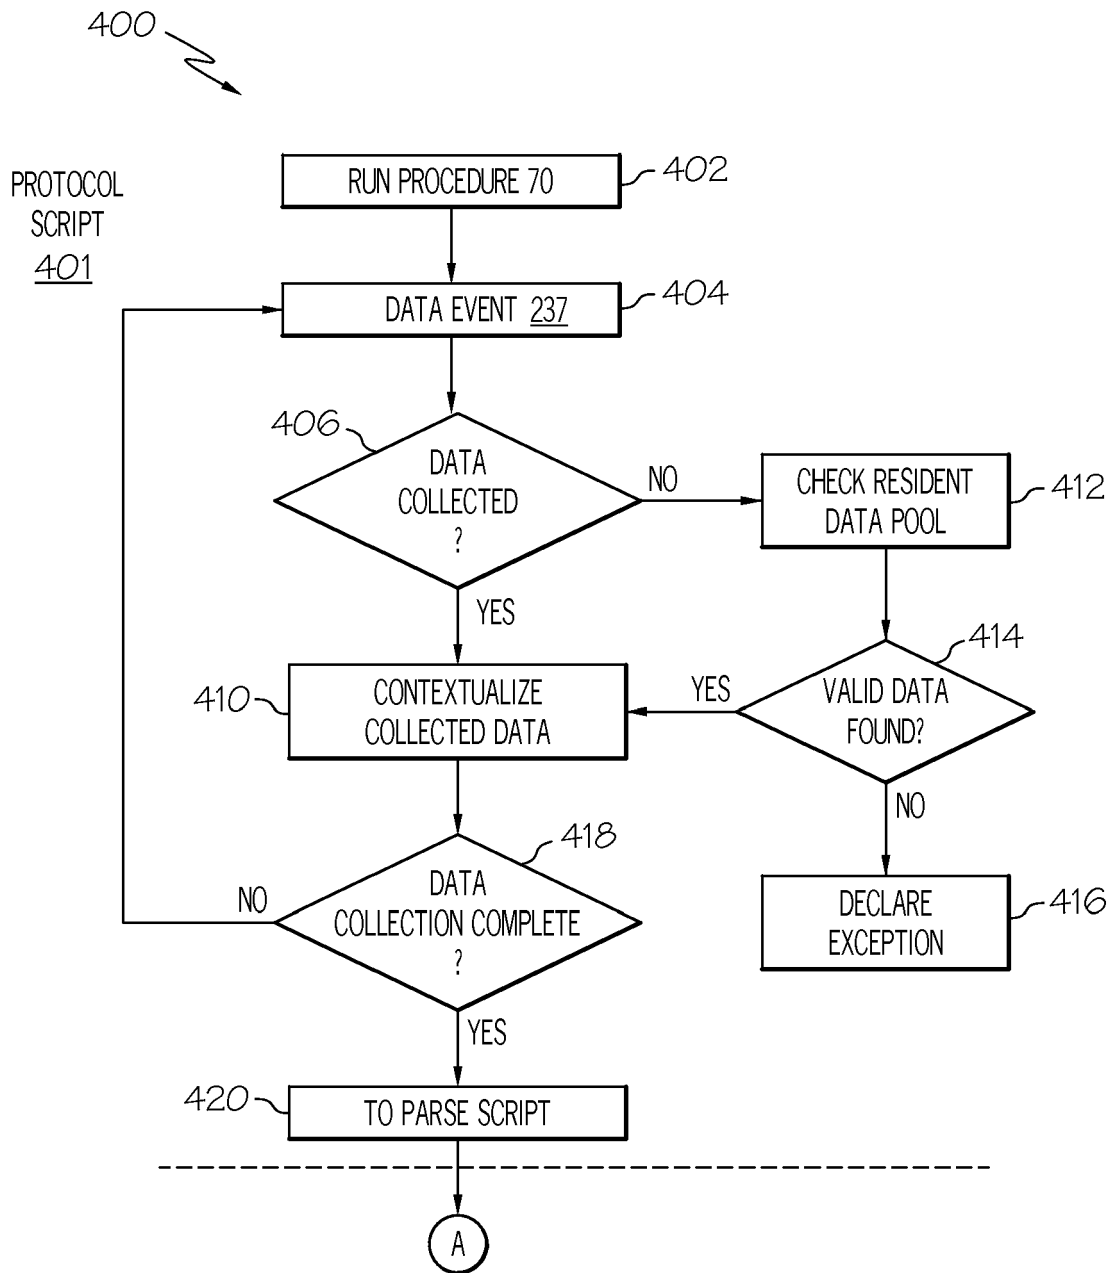 400
PROTOCOL
SCRIPT
401
RUN PROCEDURE 70
402
DATA EVENT 237
404
406
DATA
COLLECTED
?
NO
CHECK RESIDENT
DATA POOL
412
YES
414
410
CONTEXTUALIZE
COLLECTED DATA
YES
VALID DATA
FOUND?
NO
418
DATA
COLLECTION COMPLETE
?
NO
DECLARE
EXCEPTION
416
YES
420
TO PARSE SCRIPT
A